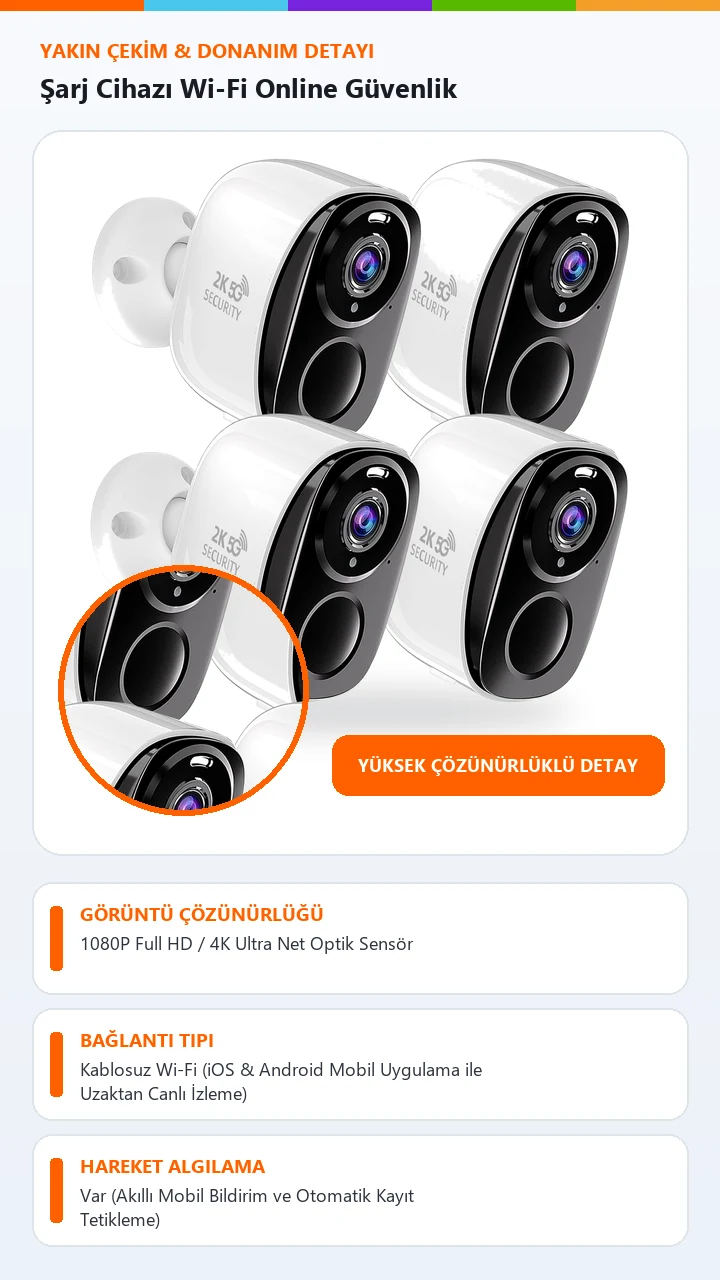 YAKIN ÇEKİM & DONANIM DETAYI
Şarj Cihazı Wi-Fi Online Güvenlik
2K 5G
SECURITY
2K 5G
SECURITY
2K 5G
SECURITY
2K 5G
SECURITY
YÜKSEK ÇÖZÜNÜRLÜKLÜ DETAY
GÖRÜNTÜ ÇÖZÜNÜRLÜĞÜ
1080P Full HD / 4K Ultra Net Optik Sensör
BAĞLANTI TIPI
Kablosuz Wi-Fi (iOS & Android Mobil Uygulama ile
Uzaktan Canlı İzleme)
HAREKET ALGILAMA
Var (Akıllı Mobil Bildirim ve Otomatik Kayıt
Tetikleme)